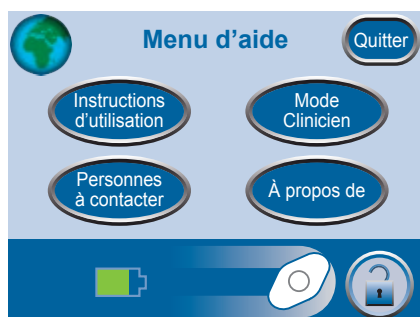 Menu d’aide
Quitter
Instructions
d’utilisation
Mode
Clinicien
Personnes
à contacter
À propos de